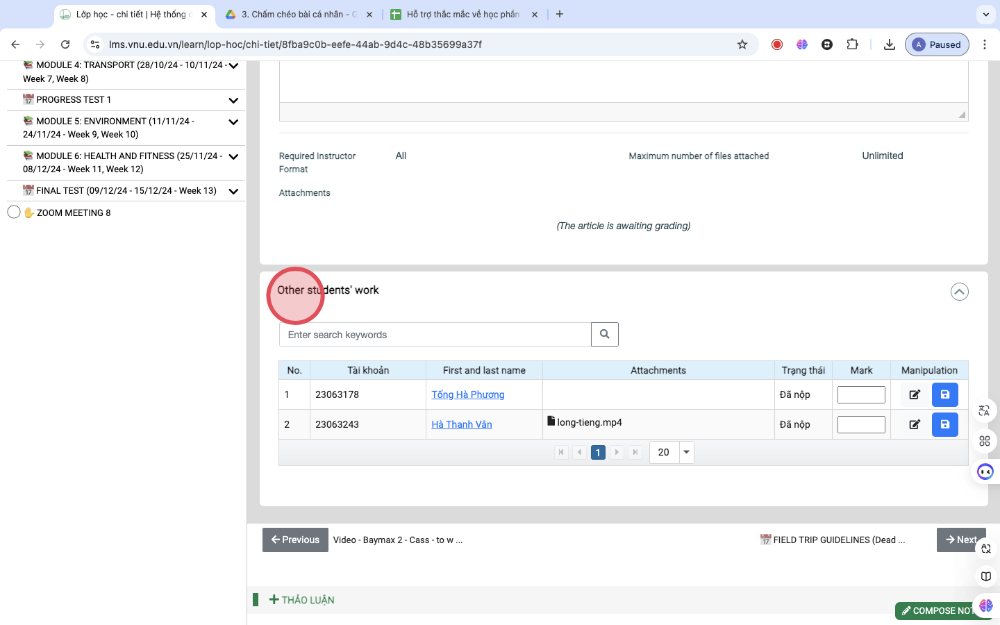 Lớp học - chi tiết | Hệ thống
3. Chấm chéo bài cá nhân - G
Hỗ trợ thắc mắc về học phần
lms.vnu.edu.vn/learn/lop-hoc/chi-tiet/8fba9c0b-eefe-44ab-9d4c-48b35699a37f
A Paused
MODULE 4: TRANSPORT (28/10/24 - 10/11/24 -
Week 7, Week 8)
PROGRESS TEST 1
MODULE 5: ENVIRONMENT (11/11/24 -
24/11/24 - Week 9, Week 10)
MODULE 6: HEALTH AND FITNESS (25/11/24 -
08/12/24 - Week 11, Week 12)
FINAL TEST (09/12/24 - 15/12/24 - Week 13)
ZOOM MEETING 8
Required Instructor
Format
All
Maximum number of files attached
Unlimited
Attachments
(The article is awaiting grading)
Other students' work
Enter search keywords
No. Tài khoản First and last name Attachments Trạng thái Mark Manipulation
1 23063178 Tống Hà Phương Đã nộp
2 23063243 Hà Thanh Vân long-tieng.mp4 Đã nộp
1 20
Previous Video - Baymax 2 - Cass - to w ...
FIELD TRIP GUIDELINES (Dead ... Next
THẢO LUẬN
COMPOSE NOT